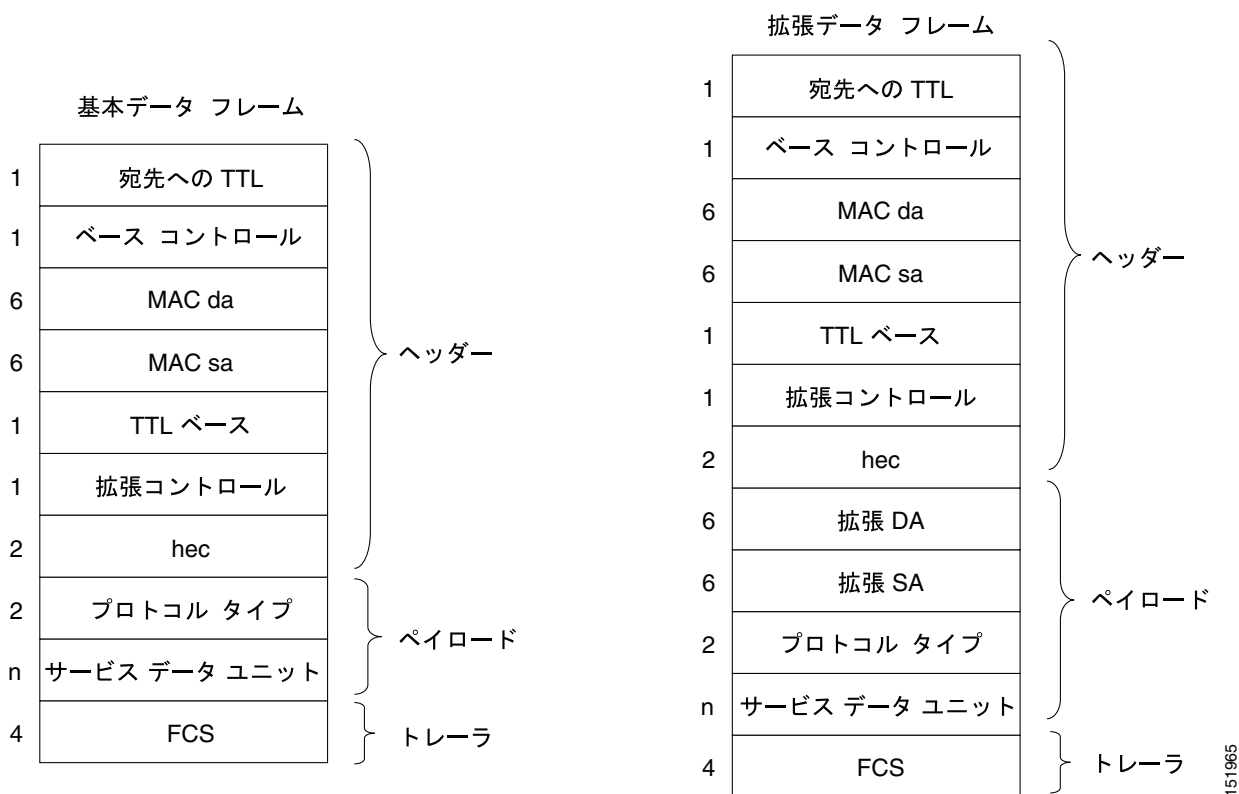 基本データ フレーム
1 宛先への TTL
1 ベース コントロール
6 MAC da
6 MAC sa
1 TTL ベース
1 拡張コントロール
2 hec
ヘッダー
2 プロトコル タイプ
n サービス データ ユニット
ペイロード
4 FCS
トレーラ
拡張データ フレーム
1 宛先への TTL
1 ベース コントロール
6 MAC da
6 MAC sa
1 TTL ベース
1 拡張コントロール
2 hec
ヘッダー
6 拡張 DA
6 拡張 SA
2 プロトコル タイプ
n サービス データ ユニット
ペイロード
4 FCS
トレーラ
151965